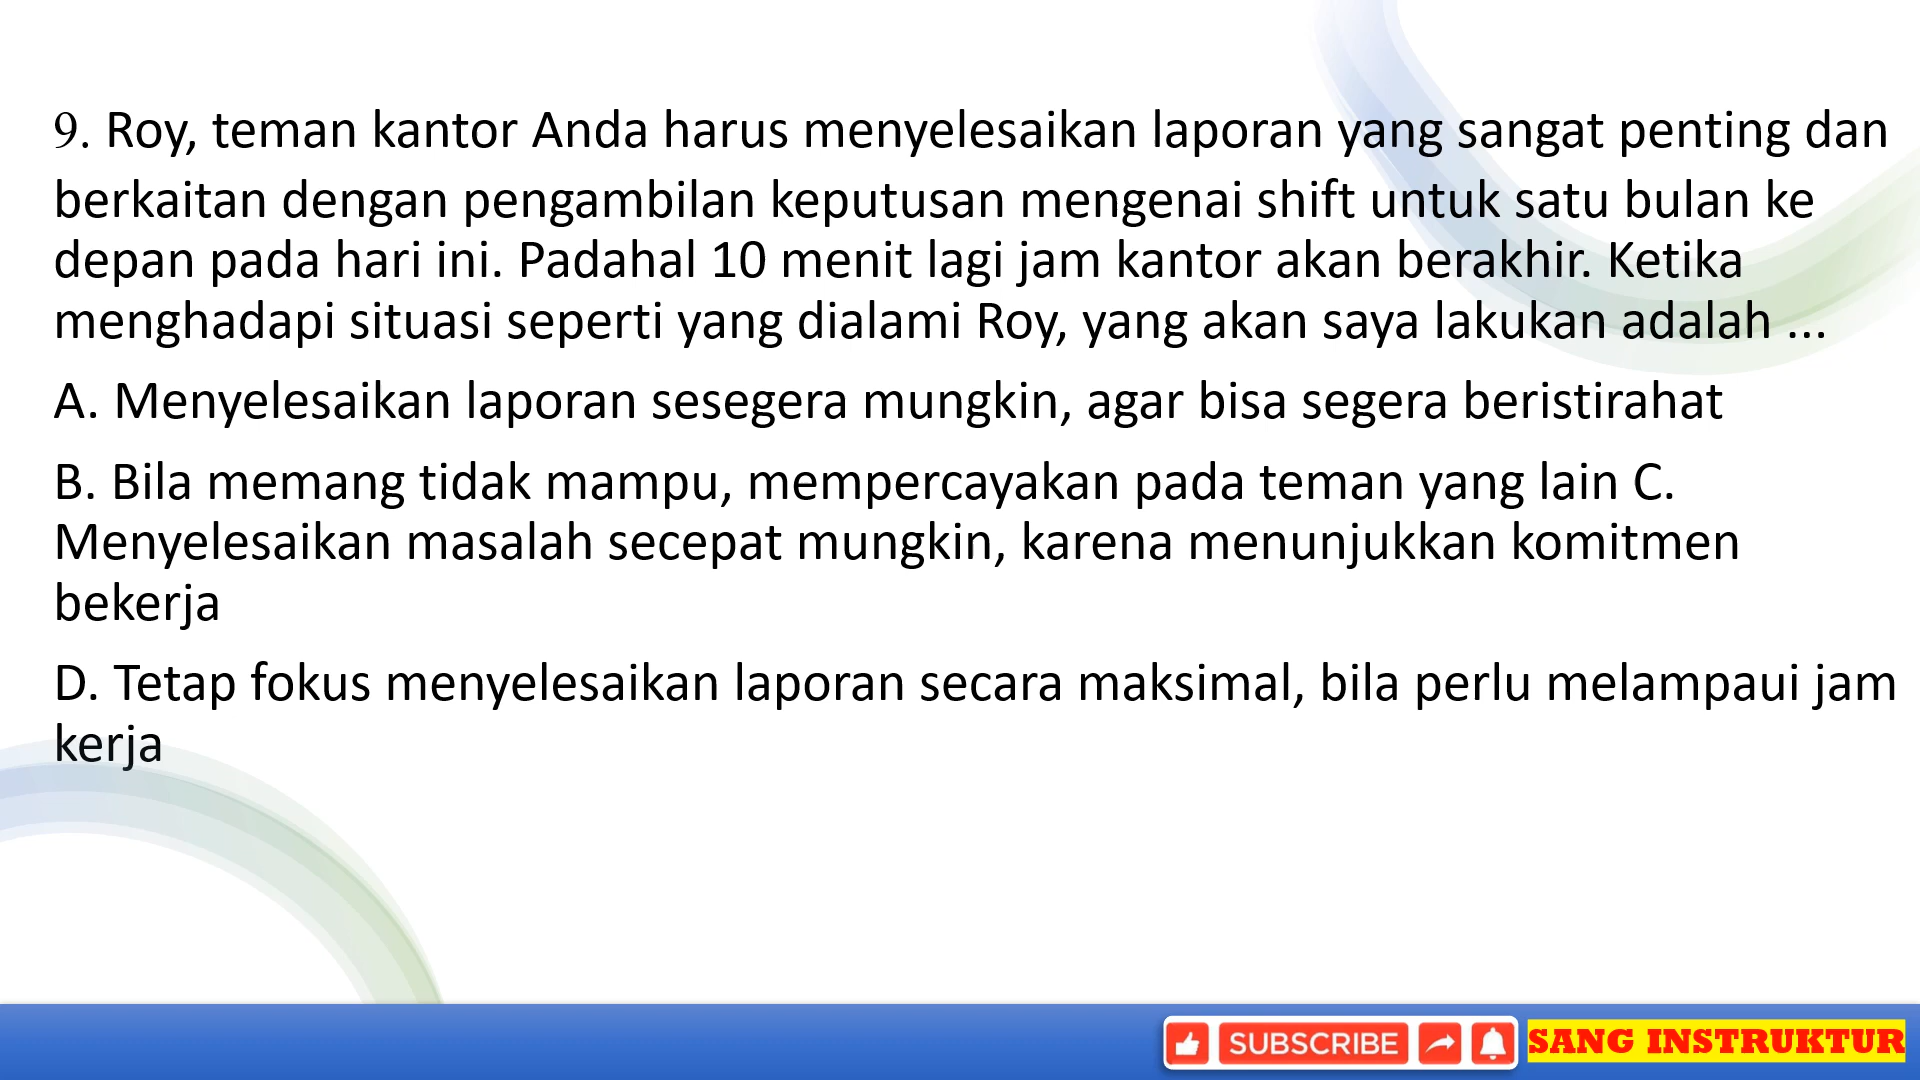 9. Roy, teman kantor Anda harus menyelesaikan laporan yang sangat penting dan
berkaitan dengan pengambilan keputusan mengenai shift untuk satu bulan ke
depan pada hari ini. Padahal 10 menit lagi jam kantor akan berakhir. Ketika
menghadapi situasi seperti yang dialami Roy, yang akan saya lakukan adalah ...
A. Menyelesaikan laporan sesegera mungkin, agar bisa segera beristirahat
B. Bila memang tidak mampu, mempercayakan pada teman yang lain C.
Menyelesaikan masalah secepat mungkin, karena menunjukkan komitmen
bekerja
D. Tetap fokus menyelesaikan laporan secara maksimal, bila perlu melampaui jam
kerja
SUBSCRIBE
SANG INSTRUKTUR